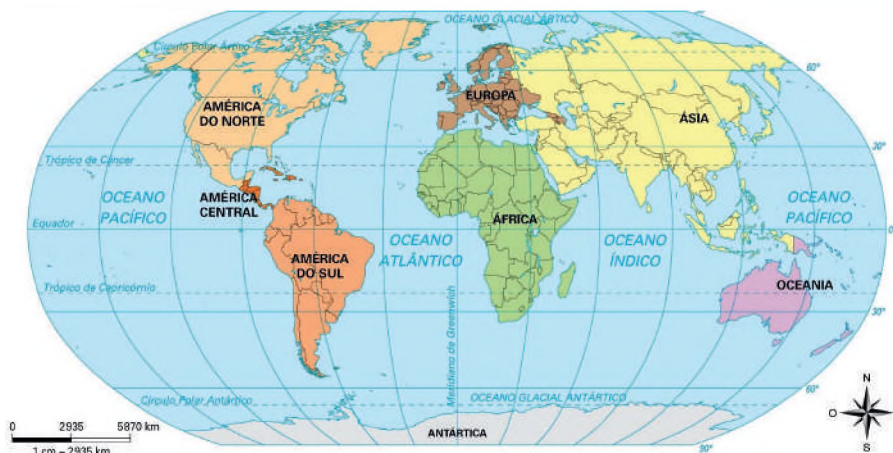 OCEANO GLACIAL ÁRTICO
Círculo Polar Ártico
60°
EUROPA
AMÉRICA
DO NORTE
ÁSIA
30°
Trópico de Câncer
OCEANO
PACÍFICO
AMÉRICA
CENTRAL
OCEANO
PACÍFICO
ÁFRICA
Equador
0°
OCEANO
ATLÂNTICO
OCEANO
ÍNDICO
AMÉRICA
DO SUL
OCEANIA
Trópico de Capricórnio
30°
Meridiano de Greenwich
60°
Círculo Polar Antártico
OCEANO GLACIAL ANTÁRTICO
ANTÁRTICA
90°
N
O
E
S
0 2935 5870 km
1 cm – 2935 km